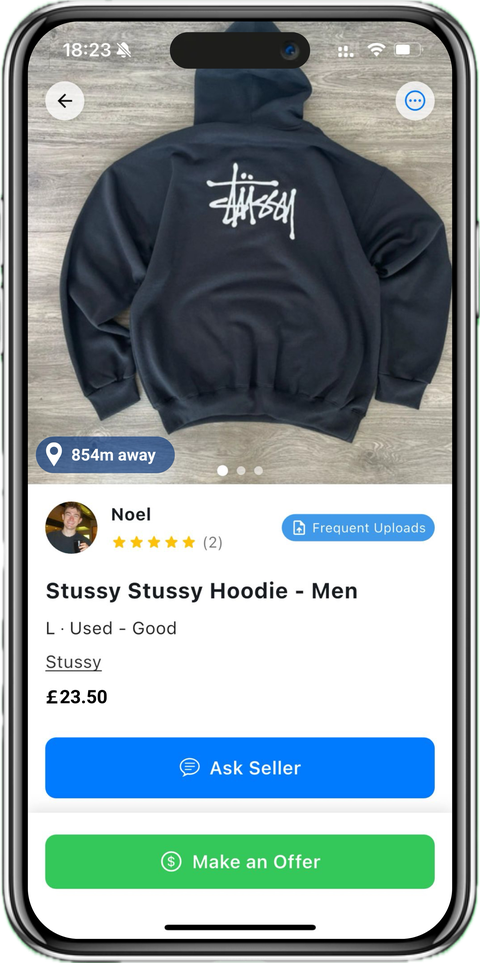 18:23
Stüssy
854m away
Noel
(2)
Frequent Uploads
Stussy Stussy Hoodie - Men
L · Used - Good
Stussy
£23.50
Ask Seller
$ Make an Offer